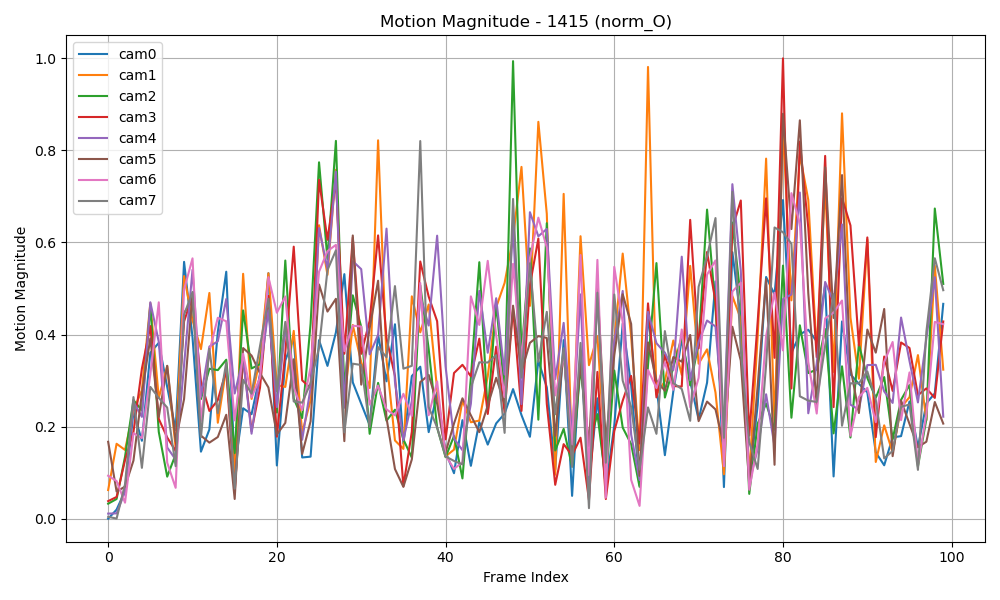 Motion Magnitude - 1415 (norm_O)
1.0
0.8
0.6
0.4
0.2
0.0
Motion Magnitude
cam0
cam1
cam2
cam3
cam4
cam5
cam6
cam7
0 20 40 60 80 100
Frame Index